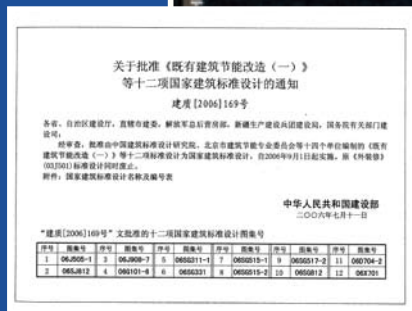 关于批准《既有建筑节能改造（一）》
等十二项国家建筑标准设计的通知
建质[2006]169号
各省、自治区建设厅，直辖市建委，解放军总后营房部，新疆生产建设兵团建设局，国务院有关部门建
设司：
经审查，批准由中国建筑标准设计研究院、北京市建筑节能专业委员会等十四个单位编制的《既有
建筑节能改造（一）》等十二项标准设计为国家建筑标准设计，自2006年9月1日起实施。原《外装修》
(03J501)标准设计同时废止。
附件：国家建筑标准设计名称及编号表
中华人民共和国建设部
二〇〇六年七月十一日
“建质[2006]169号”文批准的十二项国家建筑标准设计图集号
序号 图集号 序号 图集号 序号 图集号 序号 图集号 序号 图集号 序号 图集号
1 06J505-1 3 06J908-7 5 06SG311-1 7 06SG515-1 9 06SG517-2 11 06D704-2
2 06SJ812 4 06G101-6 6 06SG331 8 06SG515-2 10 06SG812 12 06X701